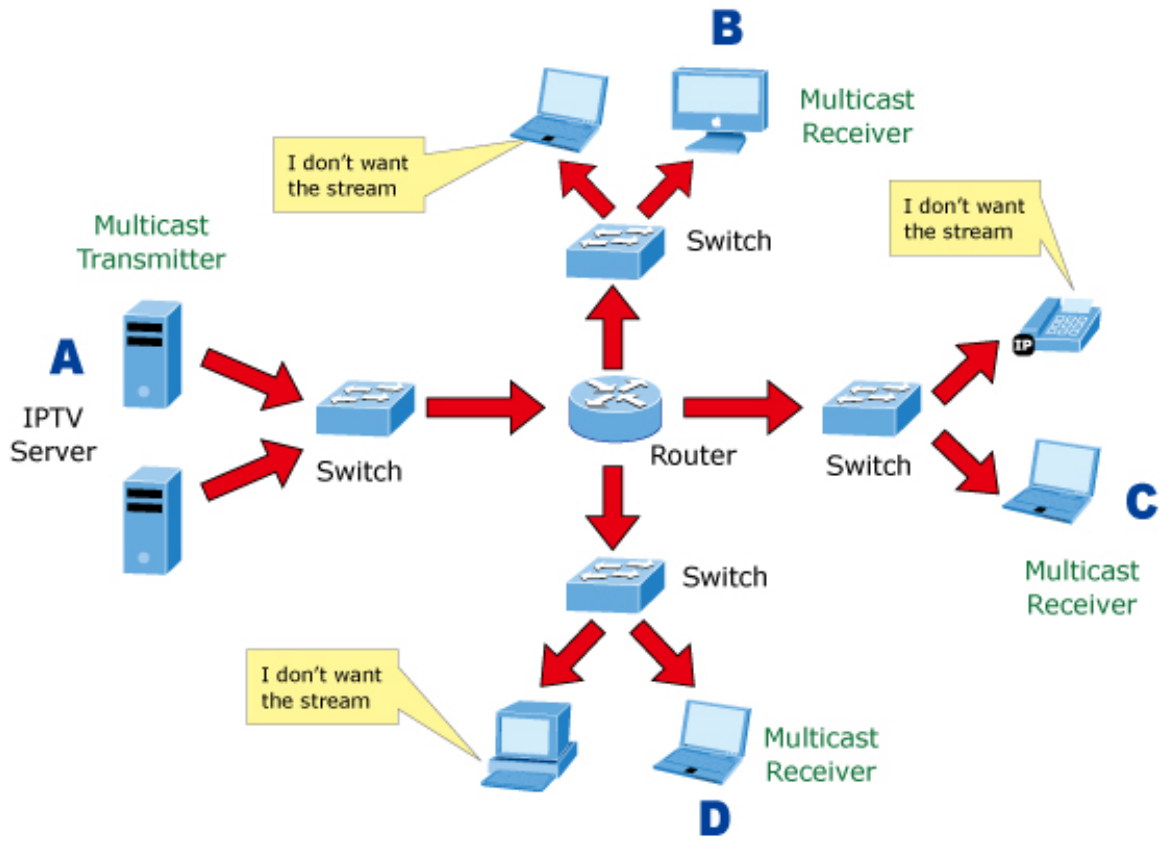 B
Multicast
Receiver
I don't want
the stream
I don't want
the stream
Switch
Multicast
Transmitter
A
IPTV
Server
IP
Switch
Router
Switch
C
Multicast
Receiver
Switch
I don't want
the stream
Multicast
Receiver
D